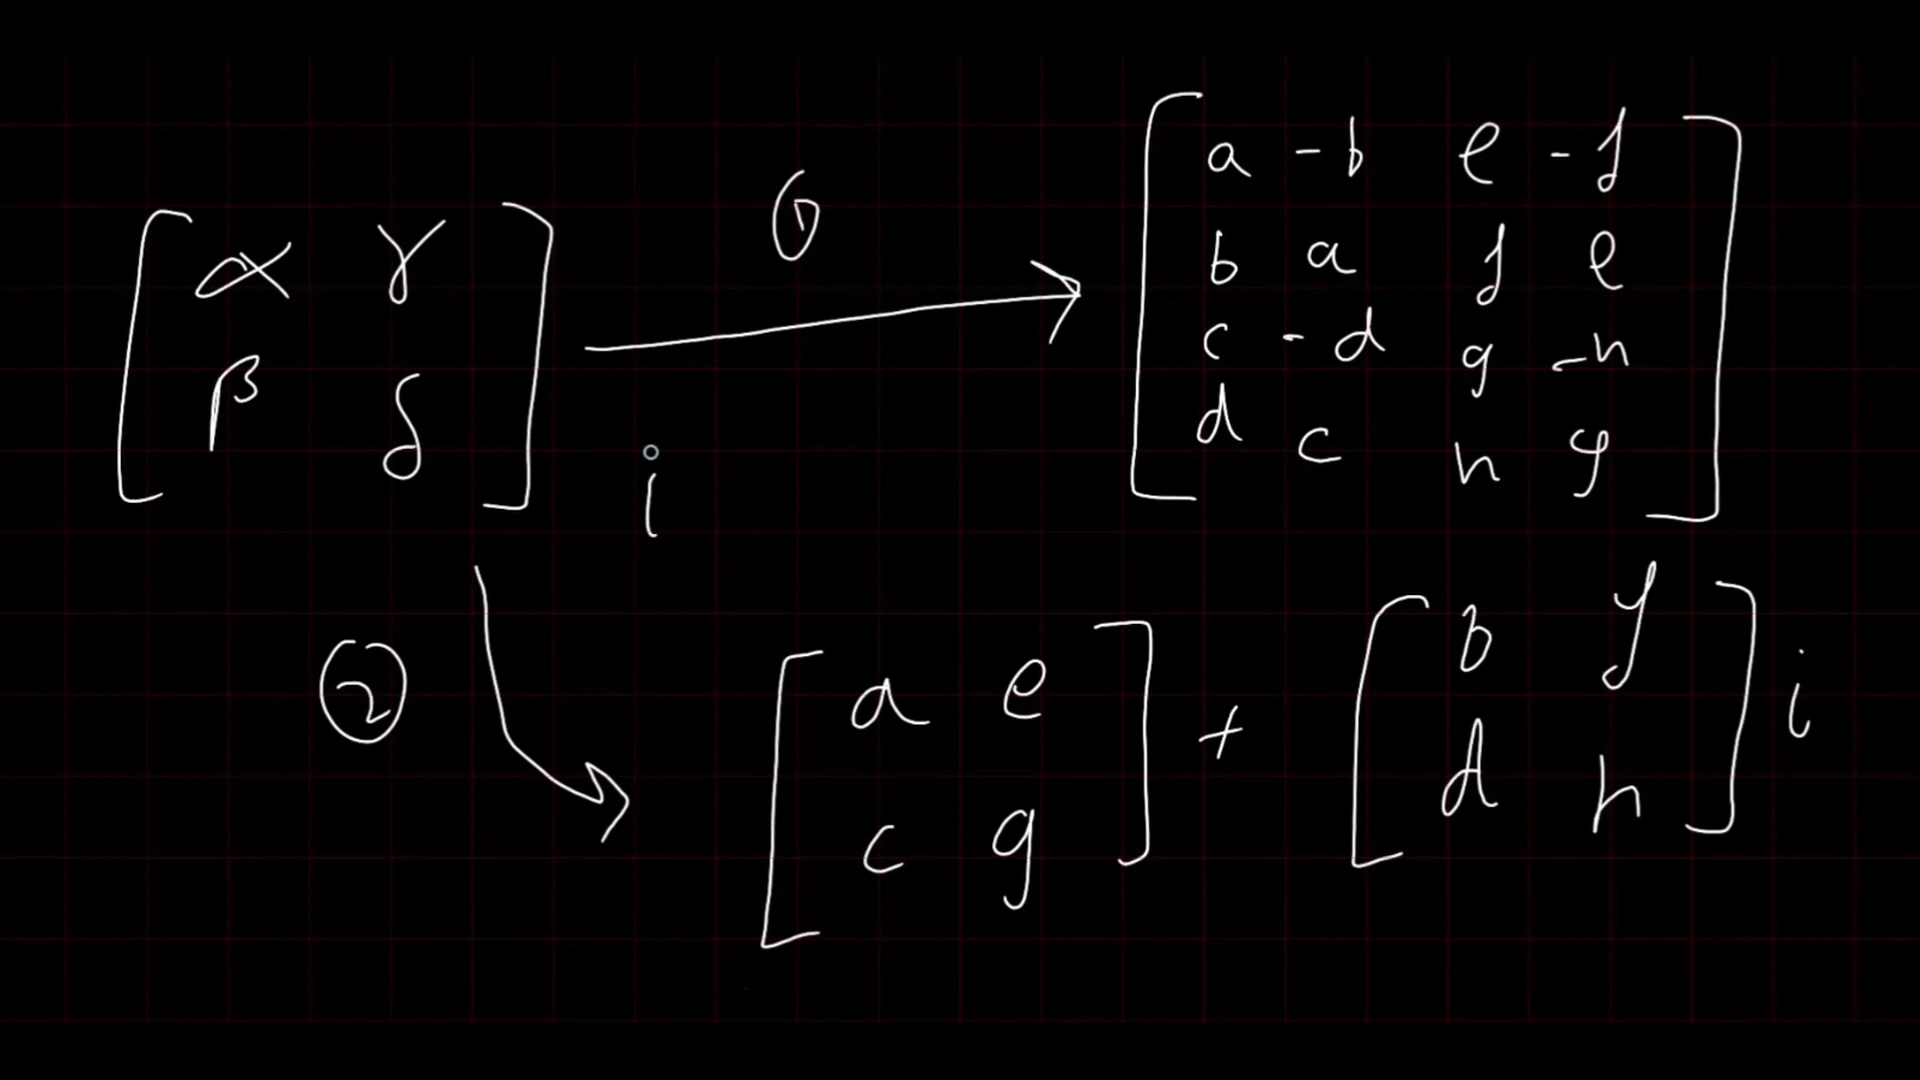 ① a -b e -f
α γ b a f e
β δ c -d g -h
i d c h g
② a e + b f i
c g d h